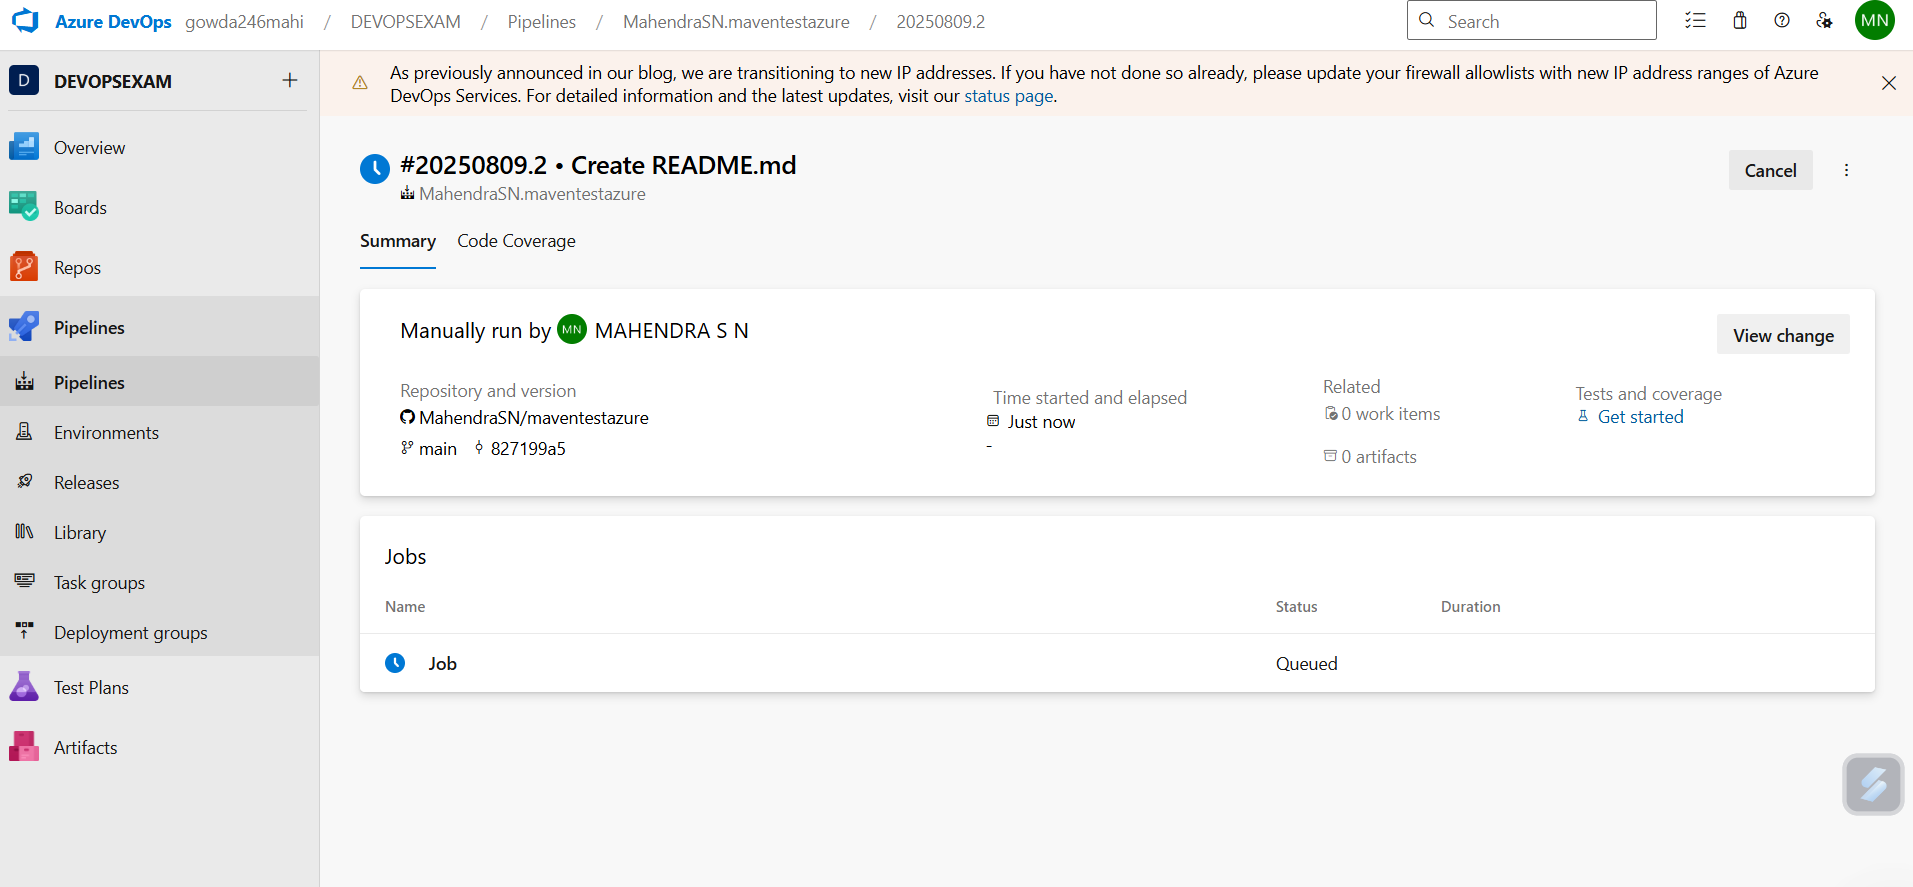 Azure DevOps gowda246mahi / DEVOPSEXAM / Pipelines / MahendraSN.maventestazure / 20250809.2
Search
MN
D DEVOPSEXAM +
Overview
Boards
Repos
Pipelines
Pipelines
Environments
Releases
Library
Task groups
Deployment groups
Test Plans
Artifacts
As previously announced in our blog, we are transitioning to new IP addresses. If you have not done so already, please update your firewall allowlists with new IP address ranges of Azure
DevOps Services. For detailed information and the latest updates, visit our status page.
#20250809.2 • Create README.md
MahendraSN.maventestazure
Cancel
Summary Code Coverage
Manually run by MN MAHENDRA S N
View change
Repository and version
MahendraSN/maventestazure
main 827199a5
Time started and elapsed
Just now
-
Related
0 work items
0 artifacts
Tests and coverage
Get started
Jobs
Name Status Duration
Job Queued